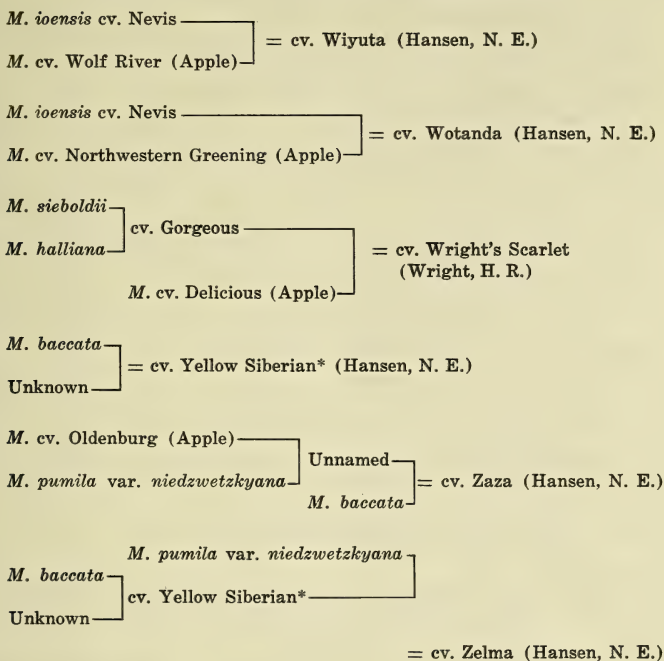 M. ioensis cv. Nevis
= cv. Wiyuta (Hansen, N. E.)
M. cv. Wolf River (Apple)
M. ioensis cv. Nevis
= cv. Wotanda (Hansen, N. E.)
M. cv. Northwestern Greening (Apple)
M. sieboldii
cv. Gorgeous
M. halliana
= cv. Wright's Scarlet
(Wright, H. R.)
M. cv. Delicious (Apple)
M. baccata
= cv. Yellow Siberian* (Hansen, N. E.)
Unknown
M. cv. Oldenburg (Apple)
Unnamed
M. pumila var. niedzwetzkyana
= cv. Zaza (Hansen, N. E.)
M. baccata
M. pumila var. niedzwetzkyana
M. baccata
cv. Yellow Siberian*
Unknown
= cv. Zelma (Hansen, N. E.)